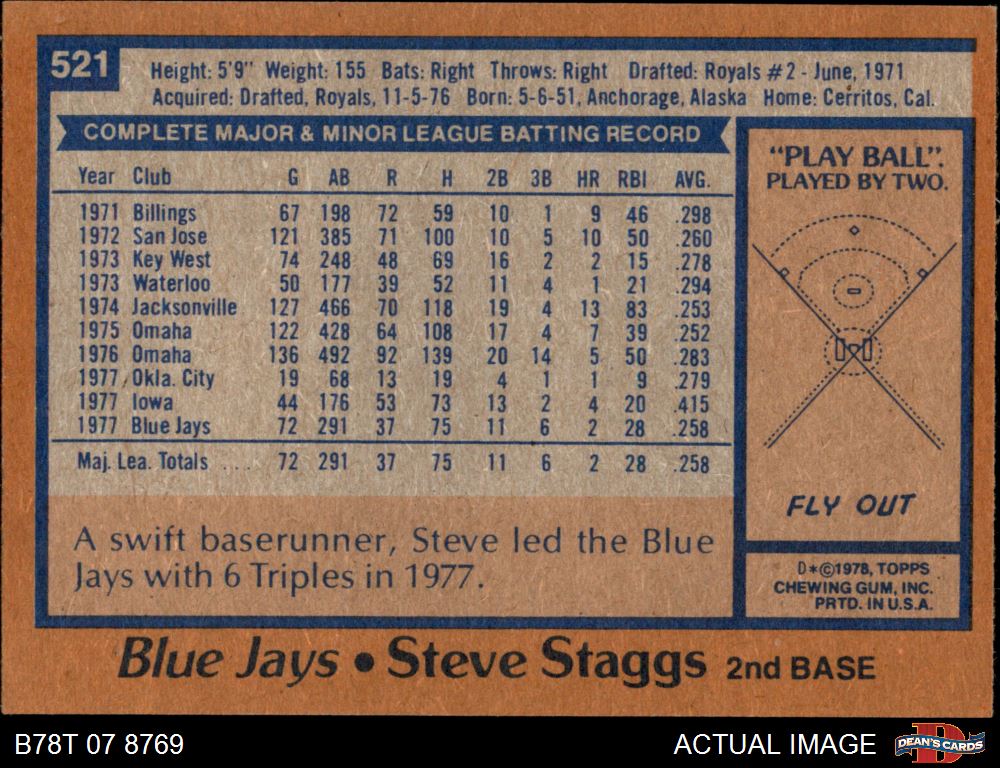 521
Height: 5'9" Weight: 155 Bats: Right Throws: Right Drafted: Royals #2 - June, 1971
Acquired: Drafted, Royals, 11-5-76 Born: 5-6-51, Anchorage, Alaska Home: Cerritos, Cal.
COMPLETE MAJOR & MINOR LEAGUE BATTING RECORD
Year Club G AB R H 2B 3B HR RBI AVG.
1971 Billings 67 198 72 59 10 1 9 46 .298
1972 San Jose 121 385 71 100 10 5 10 50 .260
1973 Key West 74 248 48 69 16 2 2 15 .278
1973 Waterloo 50 177 39 52 11 4 1 21 .294
1974 Jacksonville 127 466 70 118 19 4 13 83 .253
1975 Omaha 122 428 64 108 17 4 7 39 .252
1976 Omaha 136 492 92 139 20 14 5 50 .283
1977 Okla. City 19 68 13 19 4 1 1 9 .279
1977 Iowa 44 176 53 73 13 2 4 20 .415
1977 Blue Jays 72 291 37 75 11 6 2 28 .258
Maj. Lea. Totals ... 72 291 37 75 11 6 2 28 .258
A swift baserunner, Steve led the Blue
Jays with 6 Triples in 1977.
"PLAY BALL".
PLAYED BY TWO.
FLY OUT
D*©1978, TOPPS
CHEWING GUM, INC.
PRTD. IN U.S.A.
Blue Jays • Steve Staggs 2nd BASE
B78T 07 8769
ACTUAL IMAGE
D
DEAN'S CARDS